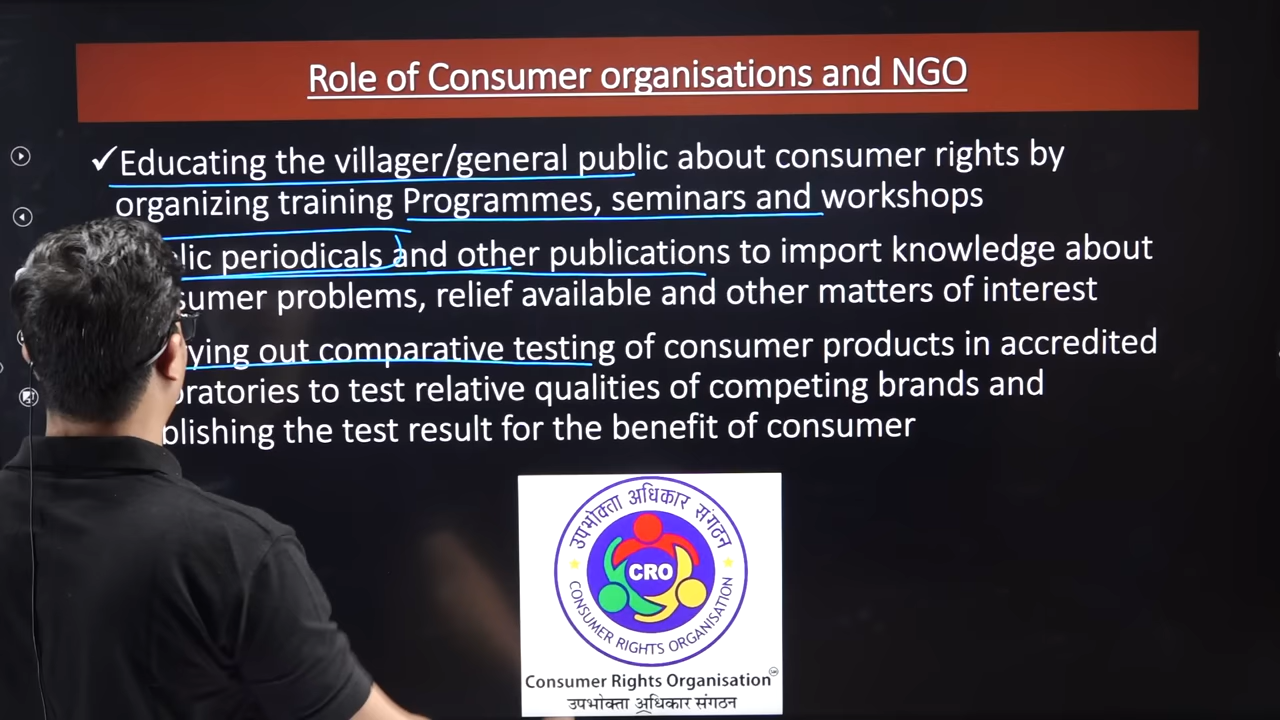 Role of Consumer organisations and NGO
✓Educating the villager/general public about consumer rights by
organizing training Programmes, seminars and workshops
lic periodicals and other publications to import knowledge about
sumer problems, relief available and other matters of interest
ying out comparative testing of consumer products in accredited
oratories to test relative qualities of competing brands and
blishing the test result for the benefit of consumer
उपभोक्ता अधिकार संगठन
CRO
CONSUMER RIGHTS ORGANISATION
Consumer Rights Organisation
उपभोक्ता अधिकार संगठन